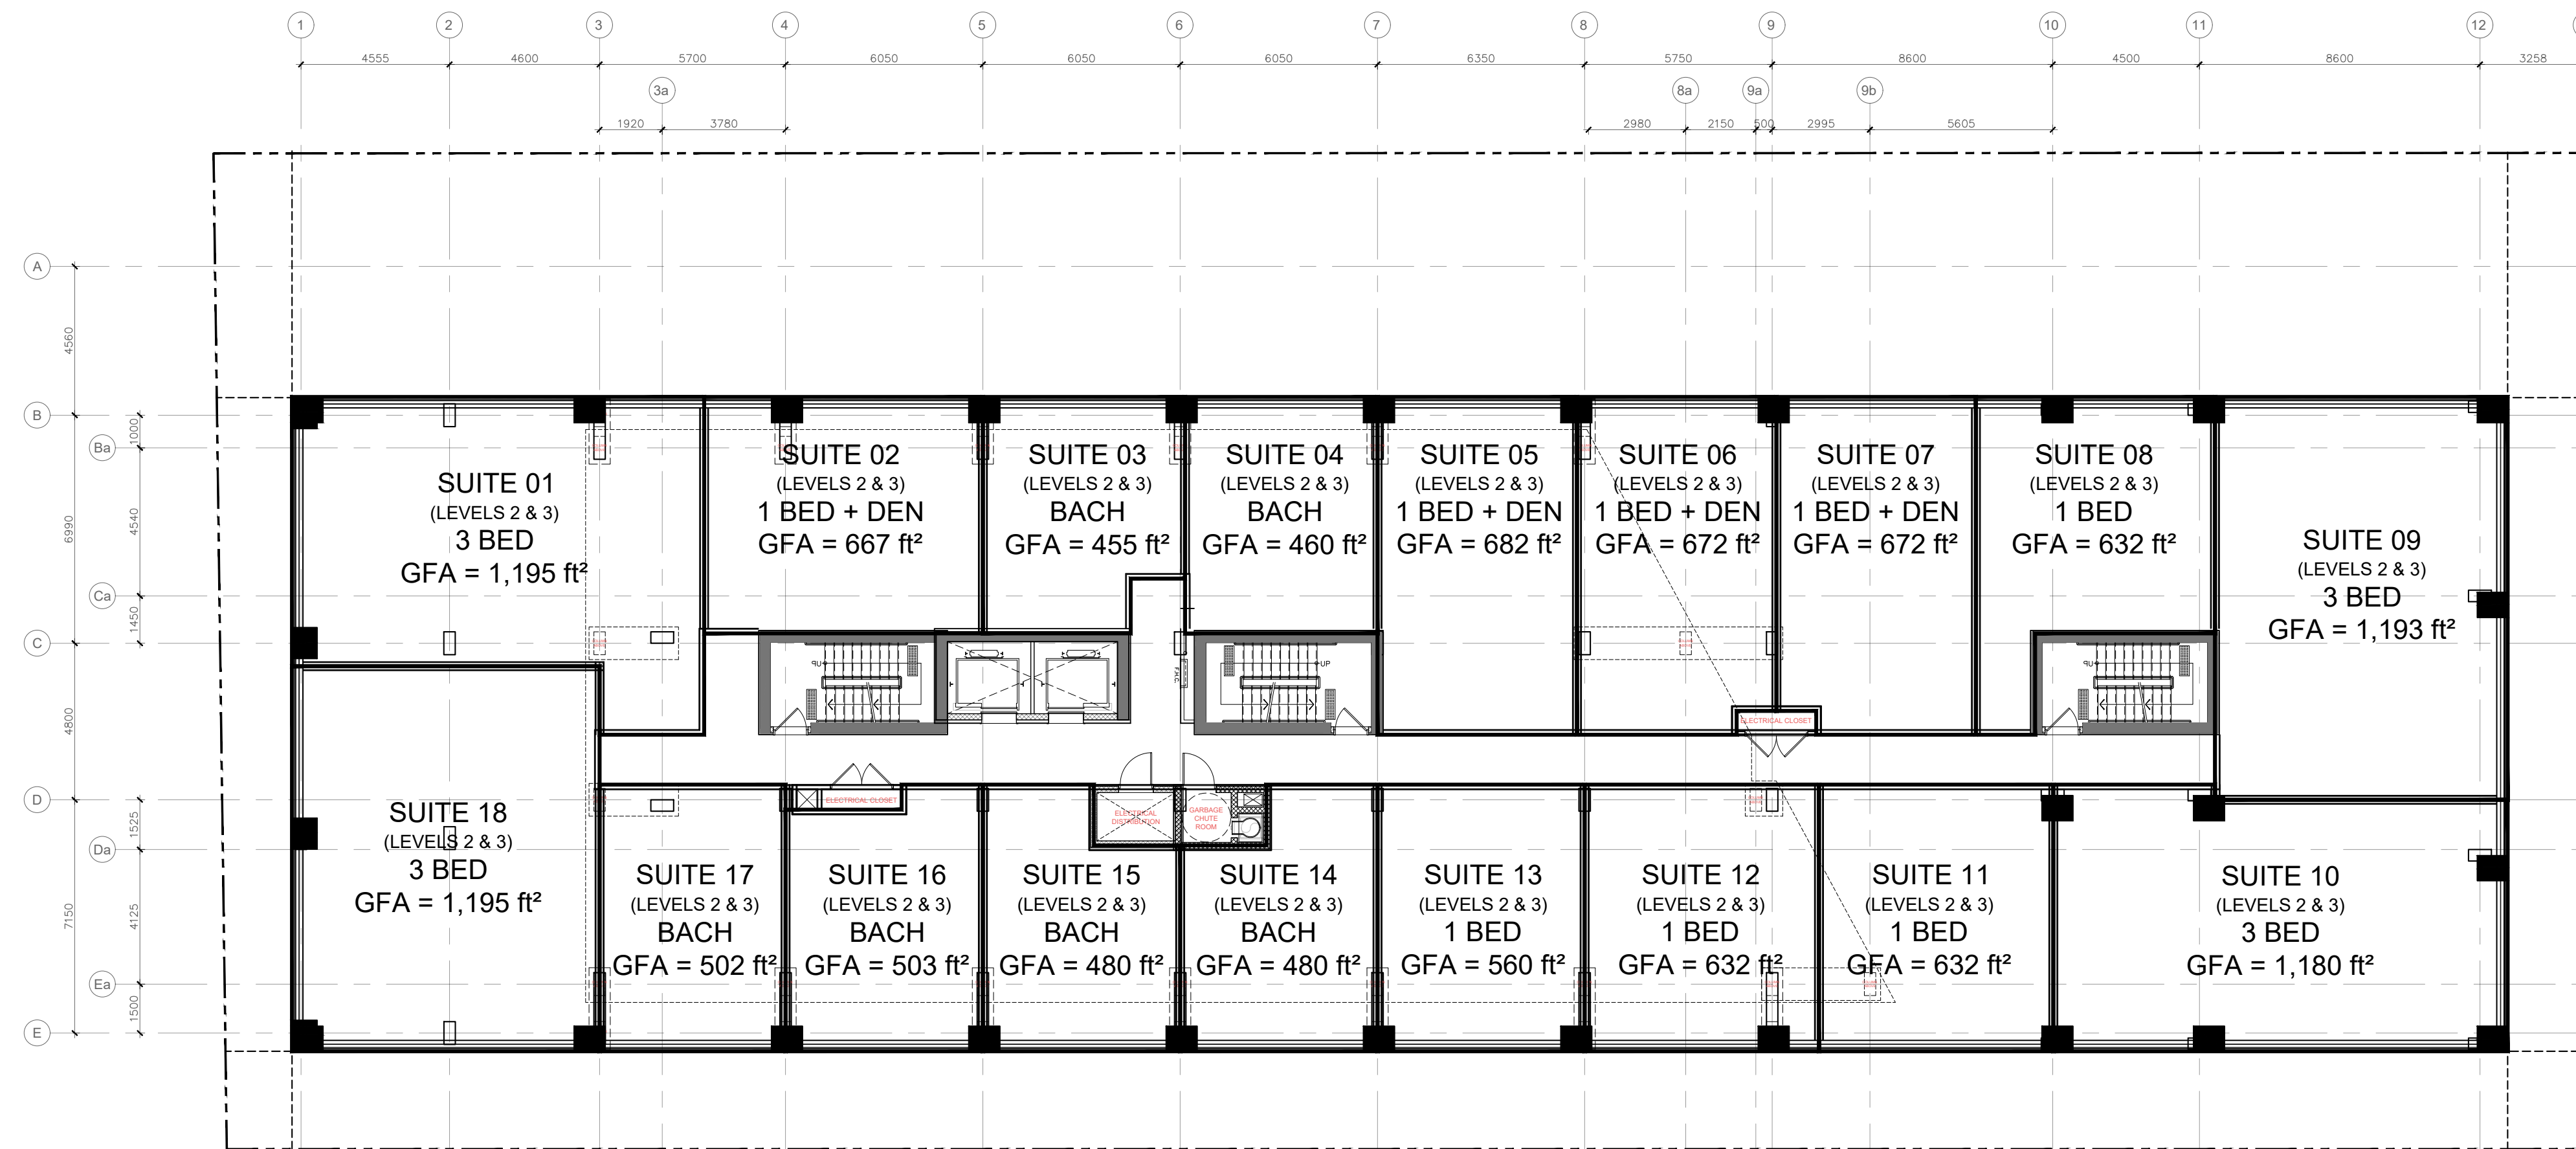 1 2 3 4 5 6 7 8 9 10 11 12
4555 4600 5700 6050 6050 6050 6350 5750 8600 4500 8600 3258
3a 8a 9a 9b
1920 3780 2980 2150 500 2995 5605
A
4560
B
1000
Ba
6990
4540
Ca
1450
C
4800
D
1525
Da
7150
4125
Ea
1500
E
SUITE 01
(LEVELS 2 & 3)
3 BED
GFA = 1,195 ft²
SUITE 02
(LEVELS 2 & 3)
1 BED + DEN
GFA = 667 ft²
SUITE 03
(LEVELS 2 & 3)
BACH
GFA = 455 ft²
SUITE 04
(LEVELS 2 & 3)
BACH
GFA = 460 ft²
SUITE 05
(LEVELS 2 & 3)
1 BED + DEN
GFA = 682 ft²
SUITE 06
(LEVELS 2 & 3)
1 BED + DEN
GFA = 672 ft²
SUITE 07
(LEVELS 2 & 3)
1 BED + DEN
GFA = 672 ft²
SUITE 08
(LEVELS 2 & 3)
1 BED
GFA = 632 ft²
SUITE 09
(LEVELS 2 & 3)
3 BED
GFA = 1,193 ft²
UP
UP
UP
ELECTRICAL CLOSET
ELECTRICAL CLOSET
ELECTRICAL
DISTRIBUTION
GARBAGE
CHUTE
ROOM
SUITE 18
(LEVELS 2 & 3)
3 BED
GFA = 1,195 ft²
SUITE 17
(LEVELS 2 & 3)
BACH
GFA = 502 ft²
SUITE 16
(LEVELS 2 & 3)
BACH
GFA = 503 ft²
SUITE 15
(LEVELS 2 & 3)
BACH
GFA = 480 ft²
SUITE 14
(LEVELS 2 & 3)
BACH
GFA = 480 ft²
SUITE 13
(LEVELS 2 & 3)
1 BED
GFA = 560 ft²
SUITE 12
(LEVELS 2 & 3)
1 BED
GFA = 632 ft²
SUITE 11
(LEVELS 2 & 3)
1 BED
GFA = 632 ft²
SUITE 10
(LEVELS 2 & 3)
3 BED
GFA = 1,180 ft²